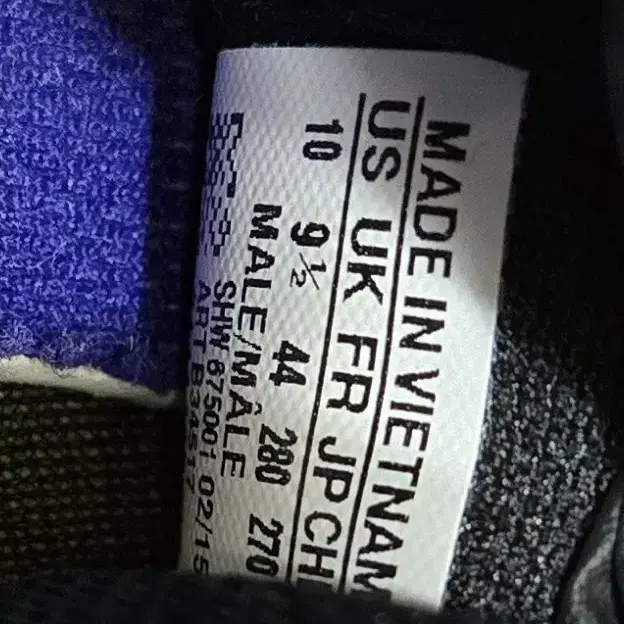 MADE IN VIETNAM
US UK FR JP CH
10 9½ 44 280 270
MALE/MÂLE
SHW 675001 02/15
ART B34517